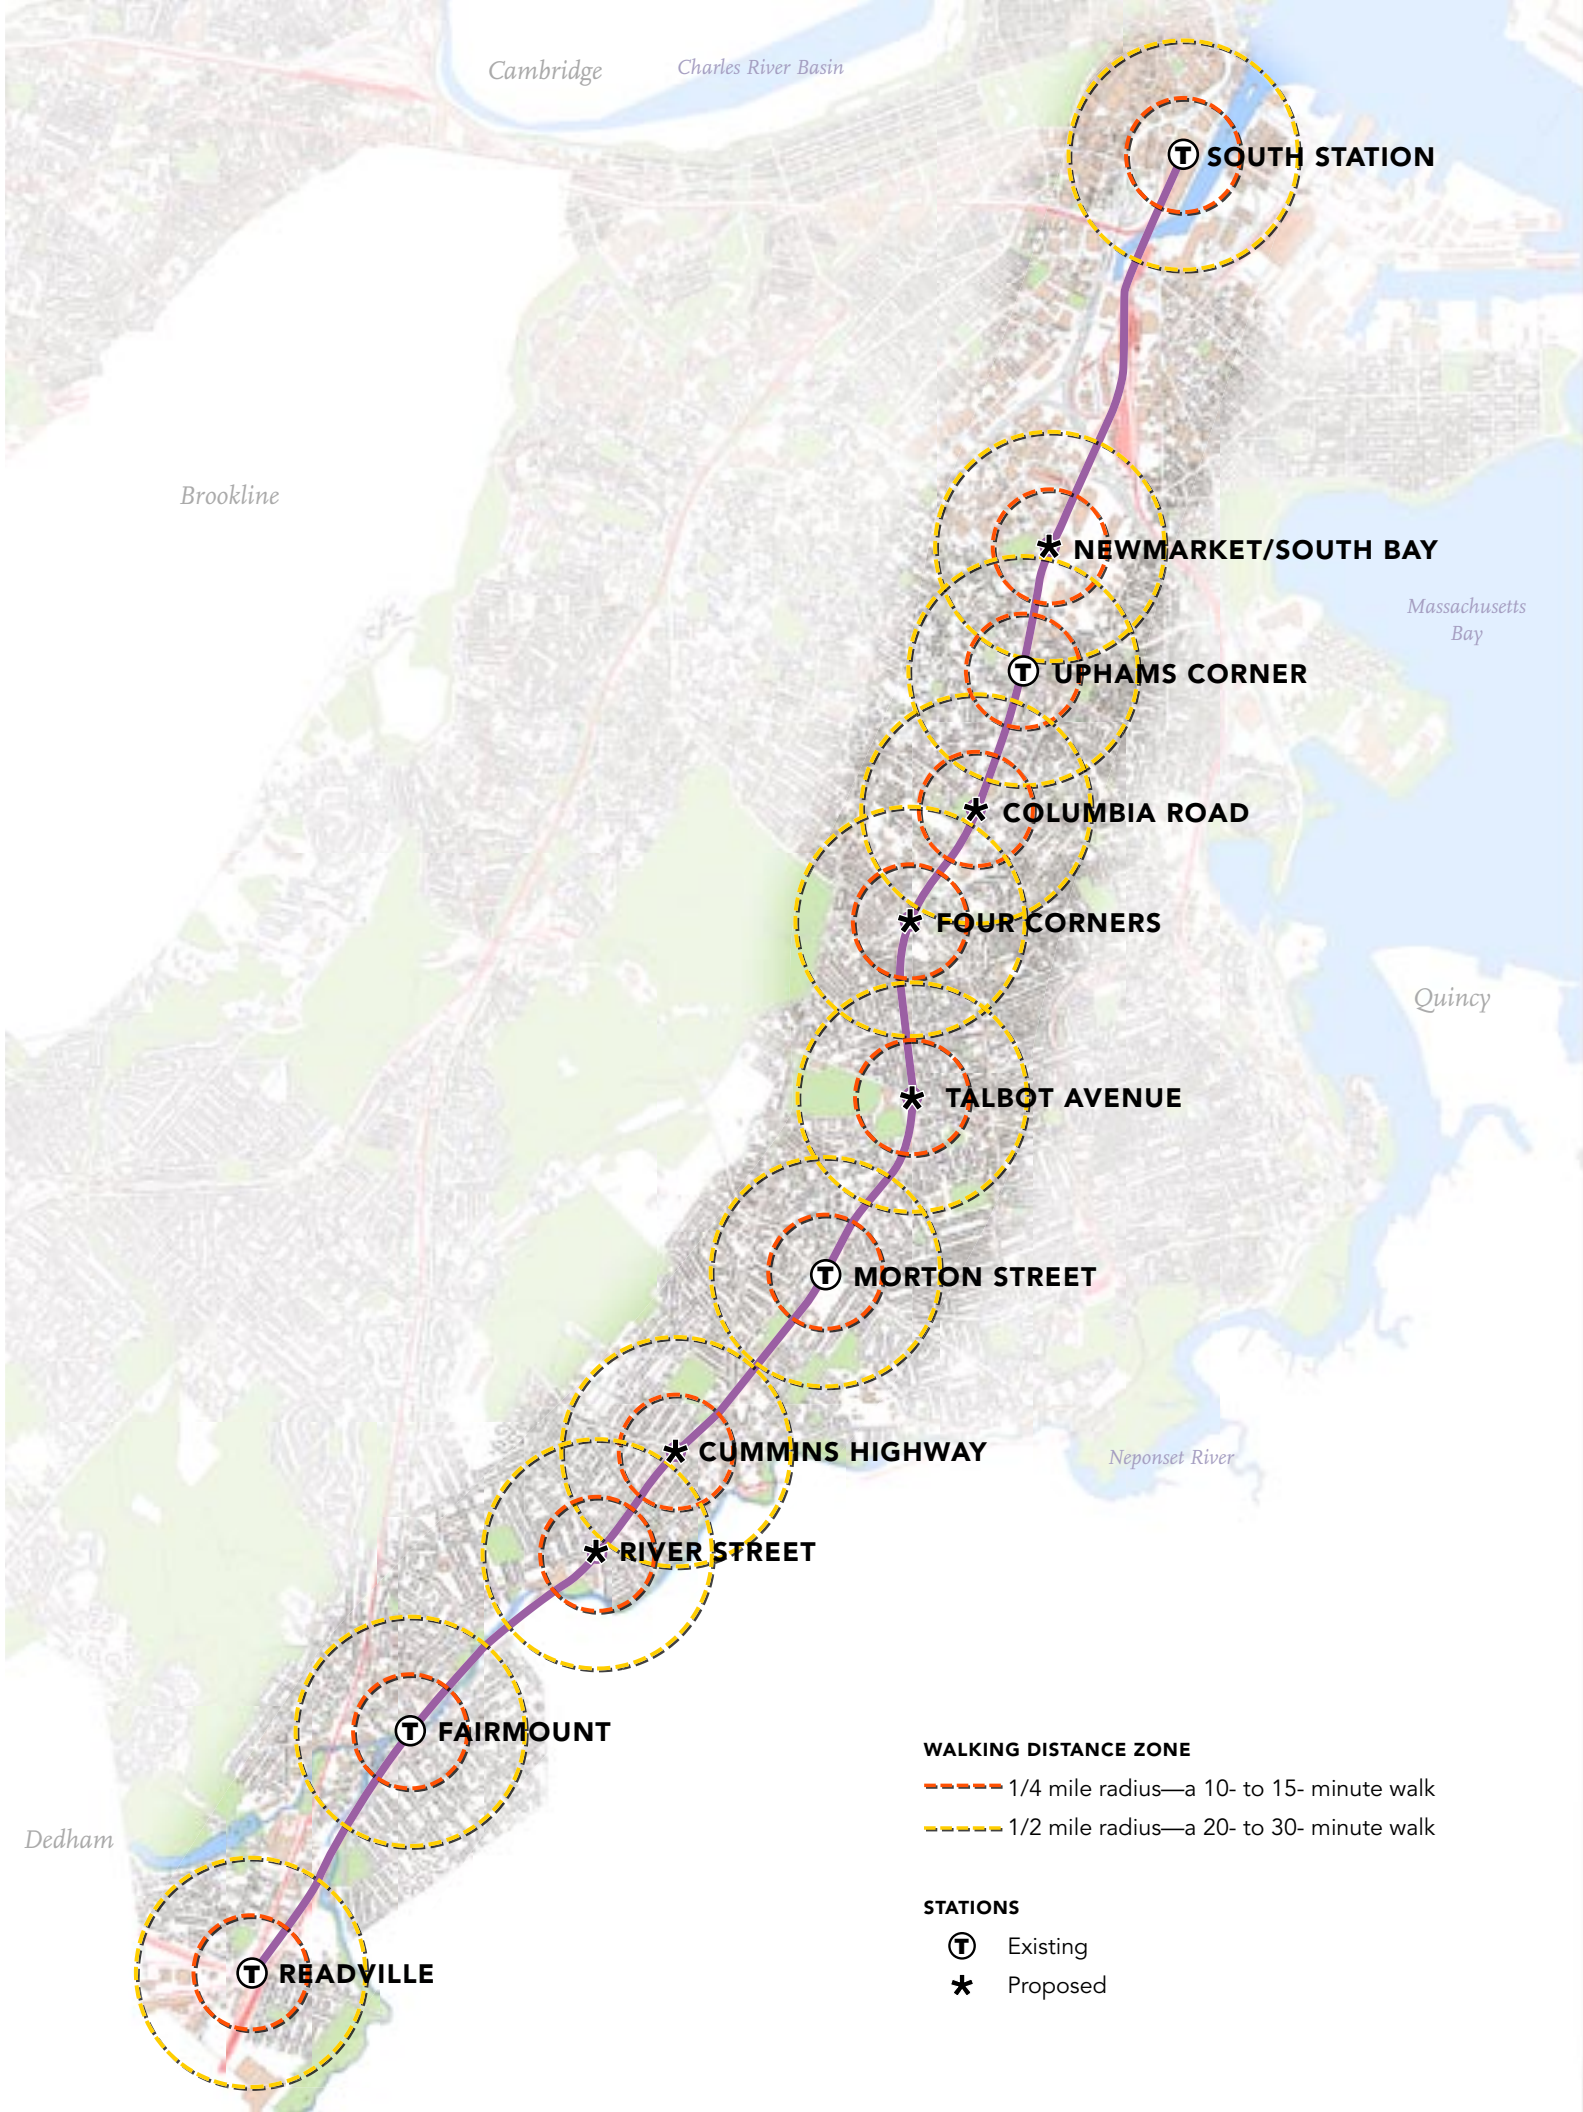 Cambridge
Charles River Basin
T SOUTH STATION
Brookline
* NEWMARKET/SOUTH BAY
Massachusetts
Bay
T UPHAMS CORNER
* COLUMBIA ROAD
* FOUR CORNERS
Quincy
* TALBOT AVENUE
T MORTON STREET
* CUMMINS HIGHWAY
Neponset River
* RIVER STREET
T FAIRMOUNT
Dedham
T READVILLE
WALKING DISTANCE ZONE
1/4 mile radius—a 10- to 15- minute walk
1/2 mile radius—a 20- to 30- minute walk
STATIONS
T Existing
* Proposed